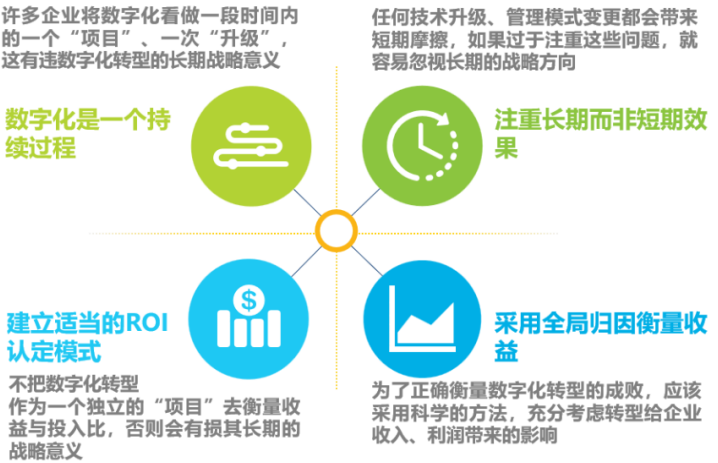 许多企业将数字化看做一段时间内
的一个“项目”、一次“升级”，
这有违数字化转型的长期战略意义
数字化是一个持
续过程
任何技术升级、管理模式变更都会带来
短期摩擦，如果过于注重这些问题，就
容易忽视长期的战略方向
注重长期而非短期效
果
建立适当的ROI
认定模式
$
不把数字化转型
作为一个独立的“项目”去衡量收
益与投入比，否则会有损其长期的
战略意义
采用全局归因衡量收
益
为了正确衡量数字化转型的成败，应该
采用科学的方法，充分考虑转型给企业
收入、利润带来的影响